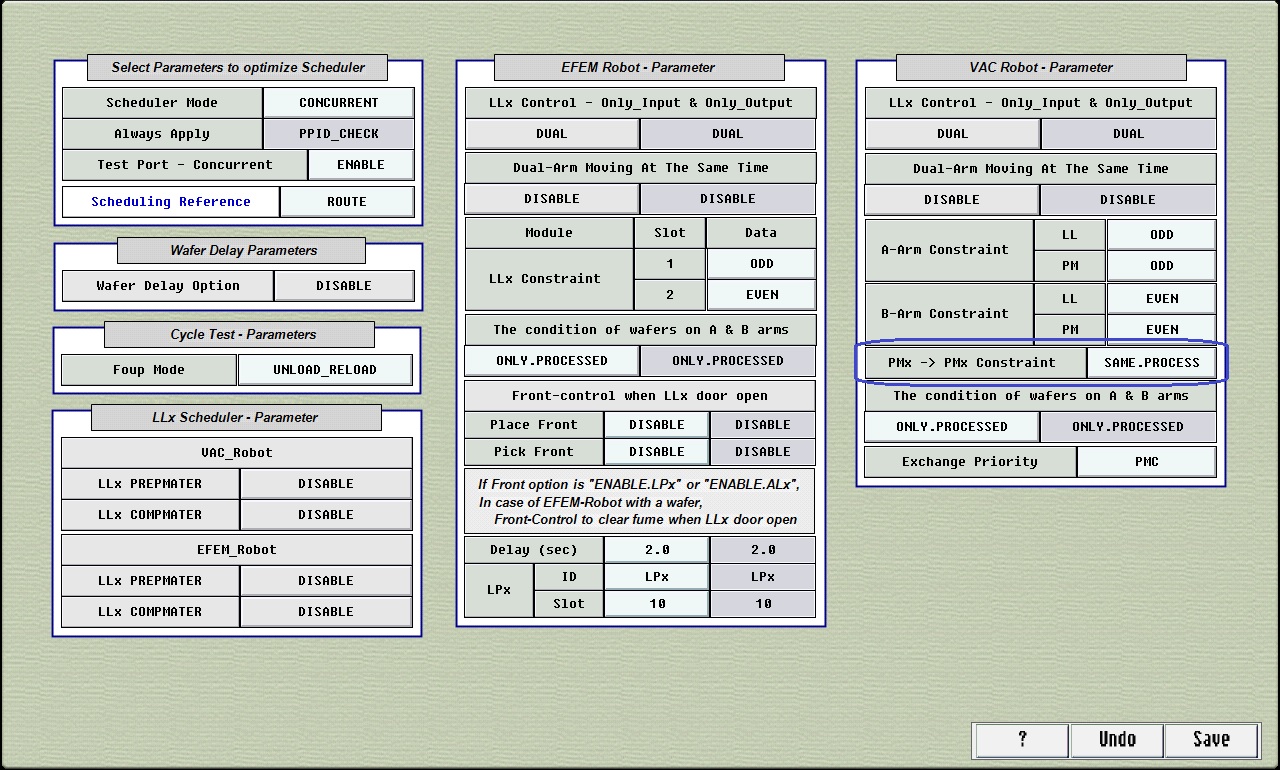 Select Parameters to optimize Scheduler
Scheduler Mode CONCURRENT
Always Apply PPID_CHECK
Test Port - Concurrent ENABLE
Scheduling Reference ROUTE
Wafer Delay Parameters
Wafer Delay Option DISABLE
Cycle Test - Parameters
Foup Mode UNLOAD_RELOAD
LLx Scheduler - Parameter
VAC_Robot
LLx PREPMATER DISABLE
LLx COMPMATER DISABLE
EFEM_Robot
LLx PREPMATER DISABLE
LLx COMPMATER DISABLE
EFEM Robot - Parameter
LLx Control - Only_Input & Only_Output
DUAL DUAL
Dual-Arm Moving At The Same Time
DISABLE DISABLE
Module Slot Data
LLx Constraint
1 ODD
2 EVEN
The condition of wafers on A & B arms
ONLY.PROCESSED ONLY.PROCESSED
Front-control when LLx door open
Place Front DISABLE DISABLE
Pick Front DISABLE DISABLE
If Front option is "ENABLE.LPx" or "ENABLE.ALx",
In case of EFEM-Robot with a wafer,
Front-Control to clear fume when LLx door open
Delay (sec) 2.0 2.0
LPx
ID LPx LPx
Slot 10 10
VAC Robot - Parameter
LLx Control - Only_Input & Only_Output
DUAL DUAL
Dual-Arm Moving At The Same Time
DISABLE DISABLE
A-Arm Constraint
LL ODD
PM ODD
B-Arm Constraint
LL EVEN
PM EVEN
PMx -> PMx Constraint SAME.PROCESS
The condition of wafers on A & B arms
ONLY.PROCESSED ONLY.PROCESSED
Exchange Priority PMC
? Undo Save